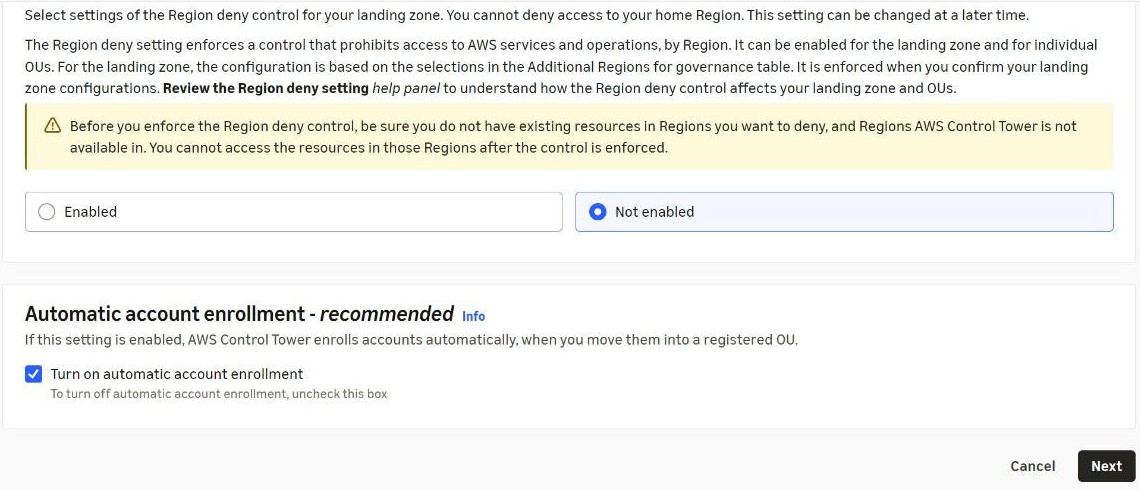 Select settings of the Region deny control for your landing zone. You cannot deny access to your home Region. This setting can be changed at a later time.
The Region deny setting enforces a control that prohibits access to AWS services and operations, by Region. It can be enabled for the landing zone and for individual
OUs. For the landing zone, the configuration is based on the selections in the Additional Regions for governance table. It is enforced when you confirm your landing
zone configurations. Review the Region deny setting help panel to understand how the Region deny control affects your landing zone and OUs.
Before you enforce the Region deny control, be sure you do not have existing resources in Regions you want to deny, and Regions AWS Control Tower is not
available in. You cannot access the resources in those Regions after the control is enforced.
Enabled
Not enabled
Automatic account enrollment - recommended Info
If this setting is enabled, AWS Control Tower enrolls accounts automatically, when you move them into a registered OU.
Turn on automatic account enrollment
To turn off automatic account enrollment, uncheck this box
Cancel
Next